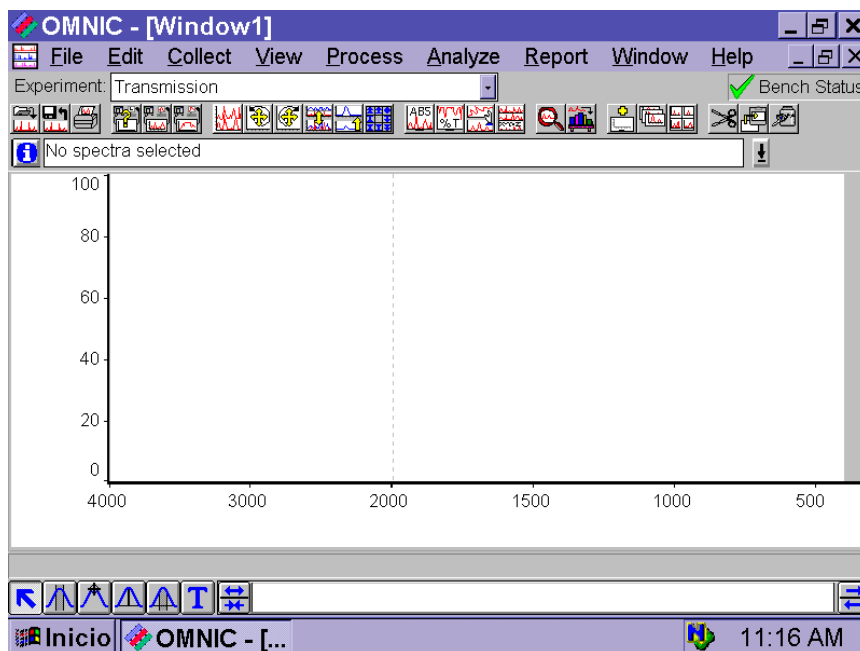 OMNIC - [Window1]
File Edit Collect View Process Analyze Report Window Help
Experiment: Transmission Bench Status
ABS %T
No spectra selected
100
80
60
40
20
0
4000 3000 2000 1500 1000 500
T
Inicio OMNIC - [... N 11:16 AM